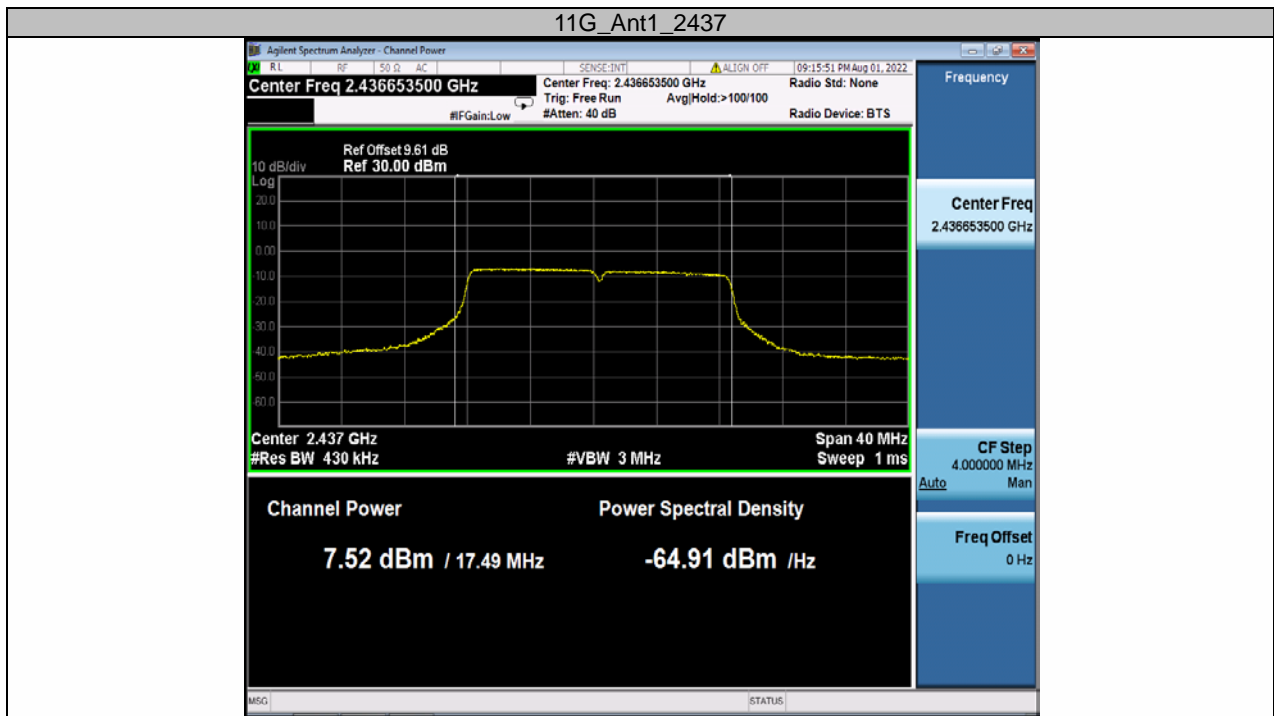 11G_Ant1_2437
Agilent Spectrum Analyzer - Channel Power
RL RF 50 Ω AC SENSE:INT ALIGN OFF 09:15:51 PM Aug 01, 2022
Center Freq 2.436653500 GHz
Center Freq: 2.436653500 GHz
Radio Std: None
Trig: Free Run Avg|Hold:>100/100
#IFGain:Low #Atten: 40 dB Radio Device: BTS
Frequency
Ref Offset 9.61 dB
10 dB/div Ref 30.00 dBm
Log
20.0
10.0
0.00
-10.0
-20.0
-30.0
-40.0
-50.0
-60.0
Center 2.437 GHz Span 40 MHz
#Res BW 430 kHz #VBW 3 MHz Sweep 1 ms
Center Freq
2.436653500 GHz
CF Step
4.000000 MHz
Auto Man
Freq Offset
0 Hz
Channel Power Power Spectral Density
7.52 dBm / 17.49 MHz -64.91 dBm /Hz
MSG STATUS